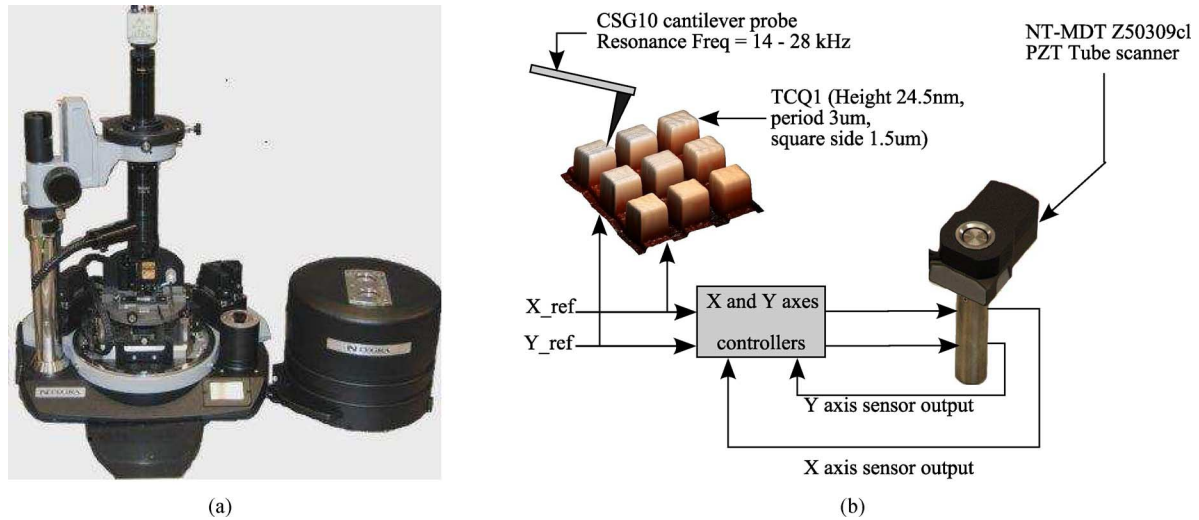 CSG10 cantilever probe
Resonance Freq = 14 - 28 kHz
NT-MDT Z50309cl
PZT Tube scanner
TCQ1 (Height 24.5nm,
period 3um,
square side 1.5um)
X_ref
X and Y axes
Y_ref
controllers
Y axis sensor output
X axis sensor output
(a)
(b)